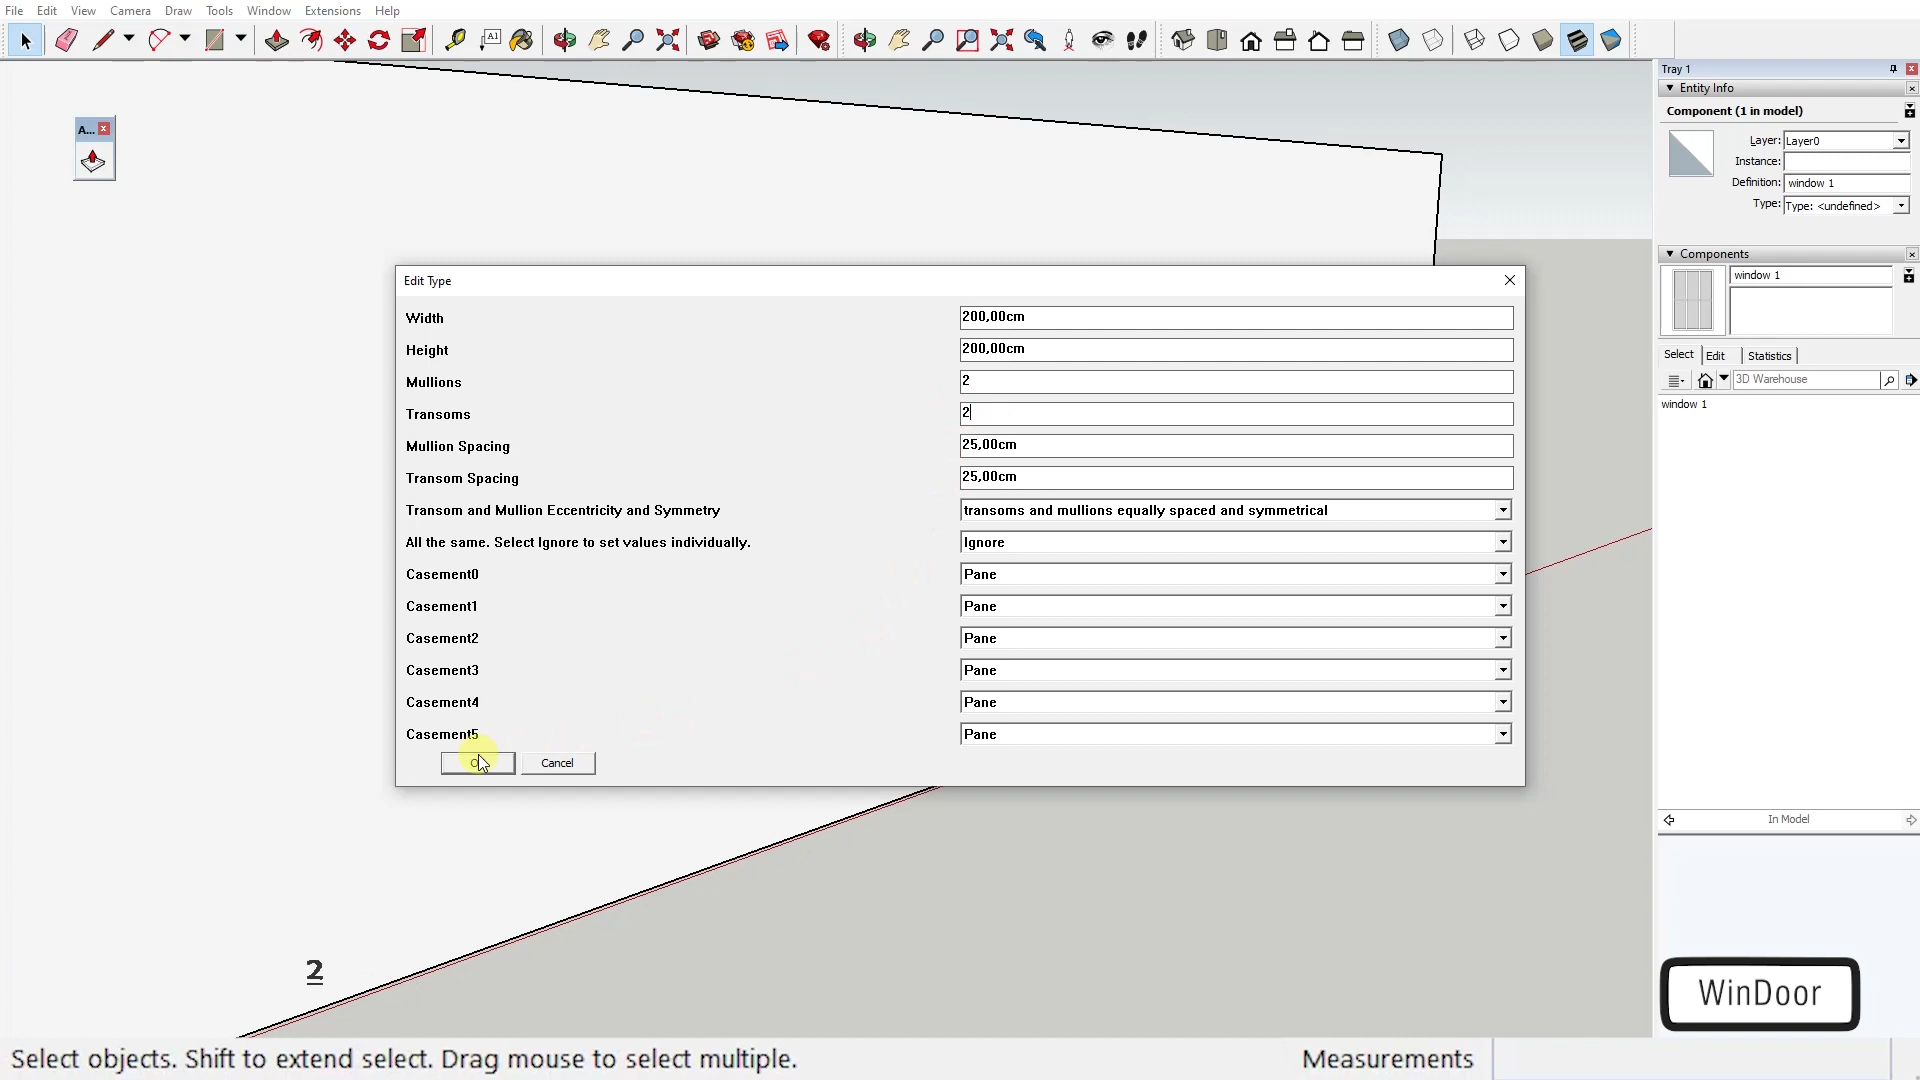 File Edit View Camera Draw Tools Window Extensions Help
Tray 1
Entity Info
Component (1 in model)
Layer: Layer0
Instance:
Definition: window 1
Type: Type: <undefined>
Components
window 1
Select Edit Statistics
3D Warehouse
window 1
In Model
A...
A1
Edit Type
Width 200,00cm
Height 200,00cm
Mullions 2
Transoms 2
Mullion Spacing 25,00cm
Transom Spacing 25,00cm
Transom and Mullion Eccentricity and Symmetry transoms and mullions equally spaced and symmetrical
All the same. Select Ignore to set values individually. Ignore
Casement0 Pane
Casement1 Pane
Casement2 Pane
Casement3 Pane
Casement4 Pane
Casement5 Pane
Cancel
2
WinDoor
Select objects. Shift to extend select. Drag mouse to select multiple.
Measurements